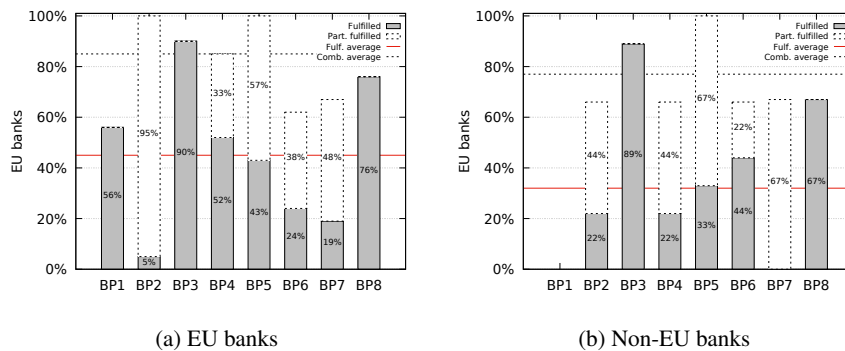 100%
80%
60%
40%
20%
0%
EU banks
Fulfilled
Part. fulfilled
Fulf. average
Comb. average
95%
57%
33%
90%
56%
52%
43%
38%
48%
76%
24%
19%
5%
BP1 BP2 BP3 BP4 BP5 BP6 BP7 BP8
(a) EU banks
100%
80%
60%
40%
20%
0%
EU banks
Fulfilled
Part. fulfilled
Fulf. average
Comb. average
67%
22%
44%
44%
89%
67%
67%
44%
33%
22%
22%
BP1 BP2 BP3 BP4 BP5 BP6 BP7 BP8
(b) Non-EU banks